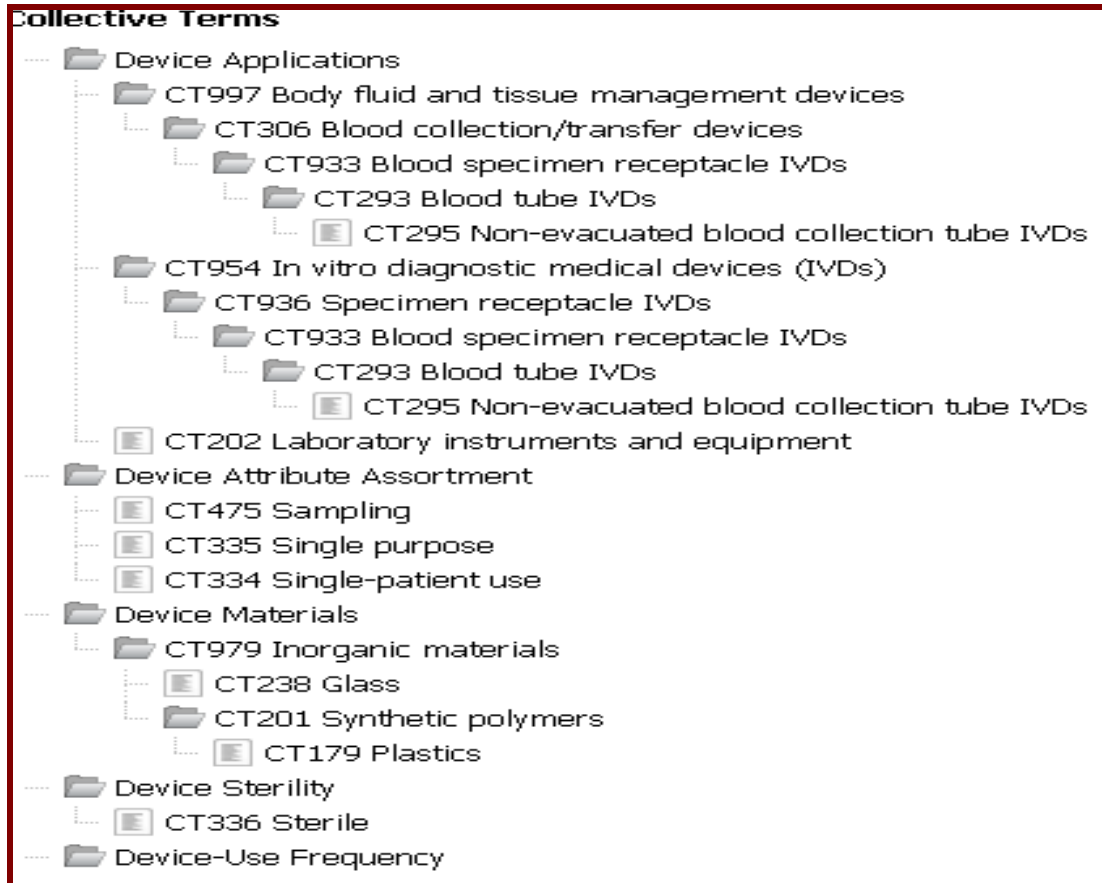 Collective Terms
Device Applications
CT997 Body fluid and tissue management devices
CT306 Blood collection/transfer devices
CT933 Blood specimen receptacle IVDs
CT293 Blood tube IVDs
CT295 Non-evacuated blood collection tube IVDs
CT954 In vitro diagnostic medical devices (IVDs)
CT936 Specimen receptacle IVDs
CT933 Blood specimen receptacle IVDs
CT293 Blood tube IVDs
CT295 Non-evacuated blood collection tube IVDs
CT202 Laboratory instruments and equipment
Device Attribute Assortment
CT475 Sampling
CT335 Single purpose
CT334 Single-patient use
Device Materials
CT979 Inorganic materials
CT238 Glass
CT201 Synthetic polymers
CT179 Plastics
Device Sterility
CT336 Sterile
Device-Use Frequency